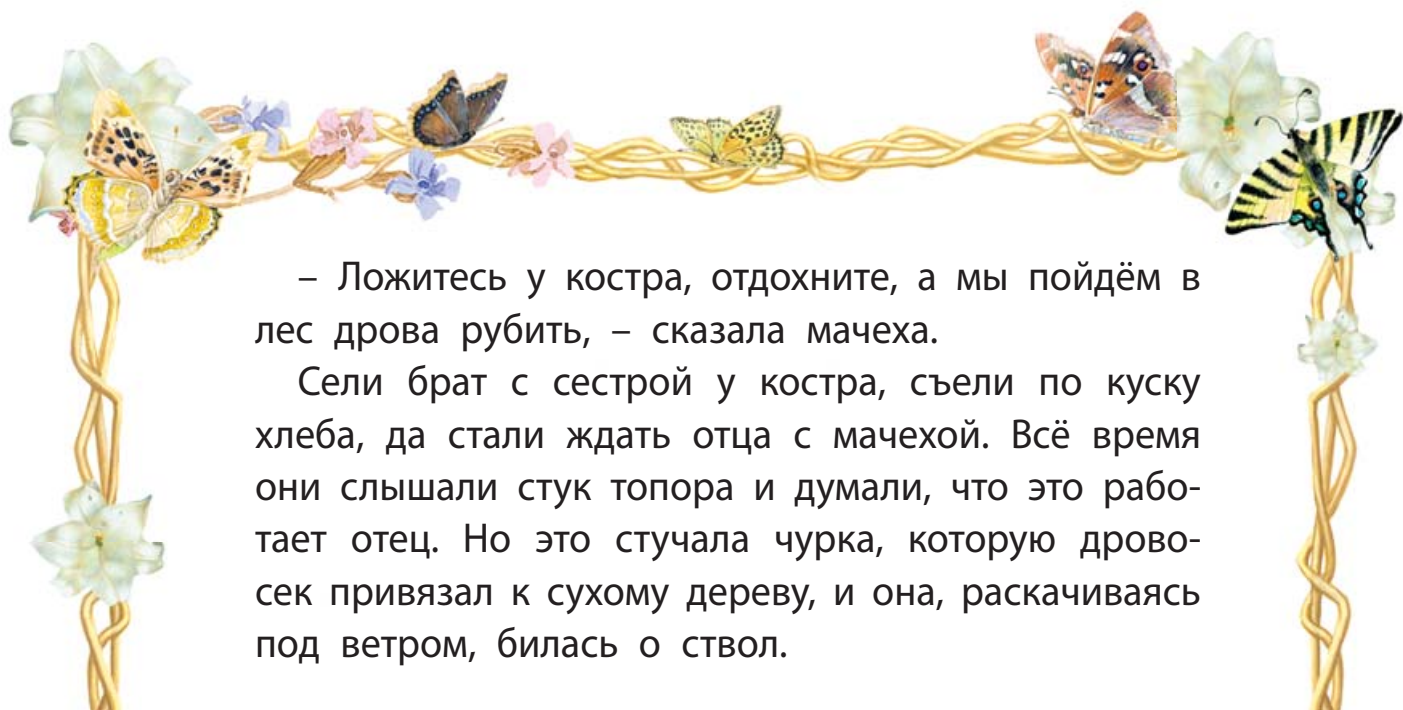 – Ложитесь у костра, отдохните, а мы пойдём в
лес дрова рубить, – сказала мачеха.
Сели брат с сестрой у костра, съели по куску
хлеба, да стали ждать отца с мачехой. Всё время
они слышали стук топора и думали, что это рабо-
тает отец. Но это стучала чурка, которую дрово-
сек привязал к сухому дереву, и она, раскачиваясь
под ветром, билась о ствол.